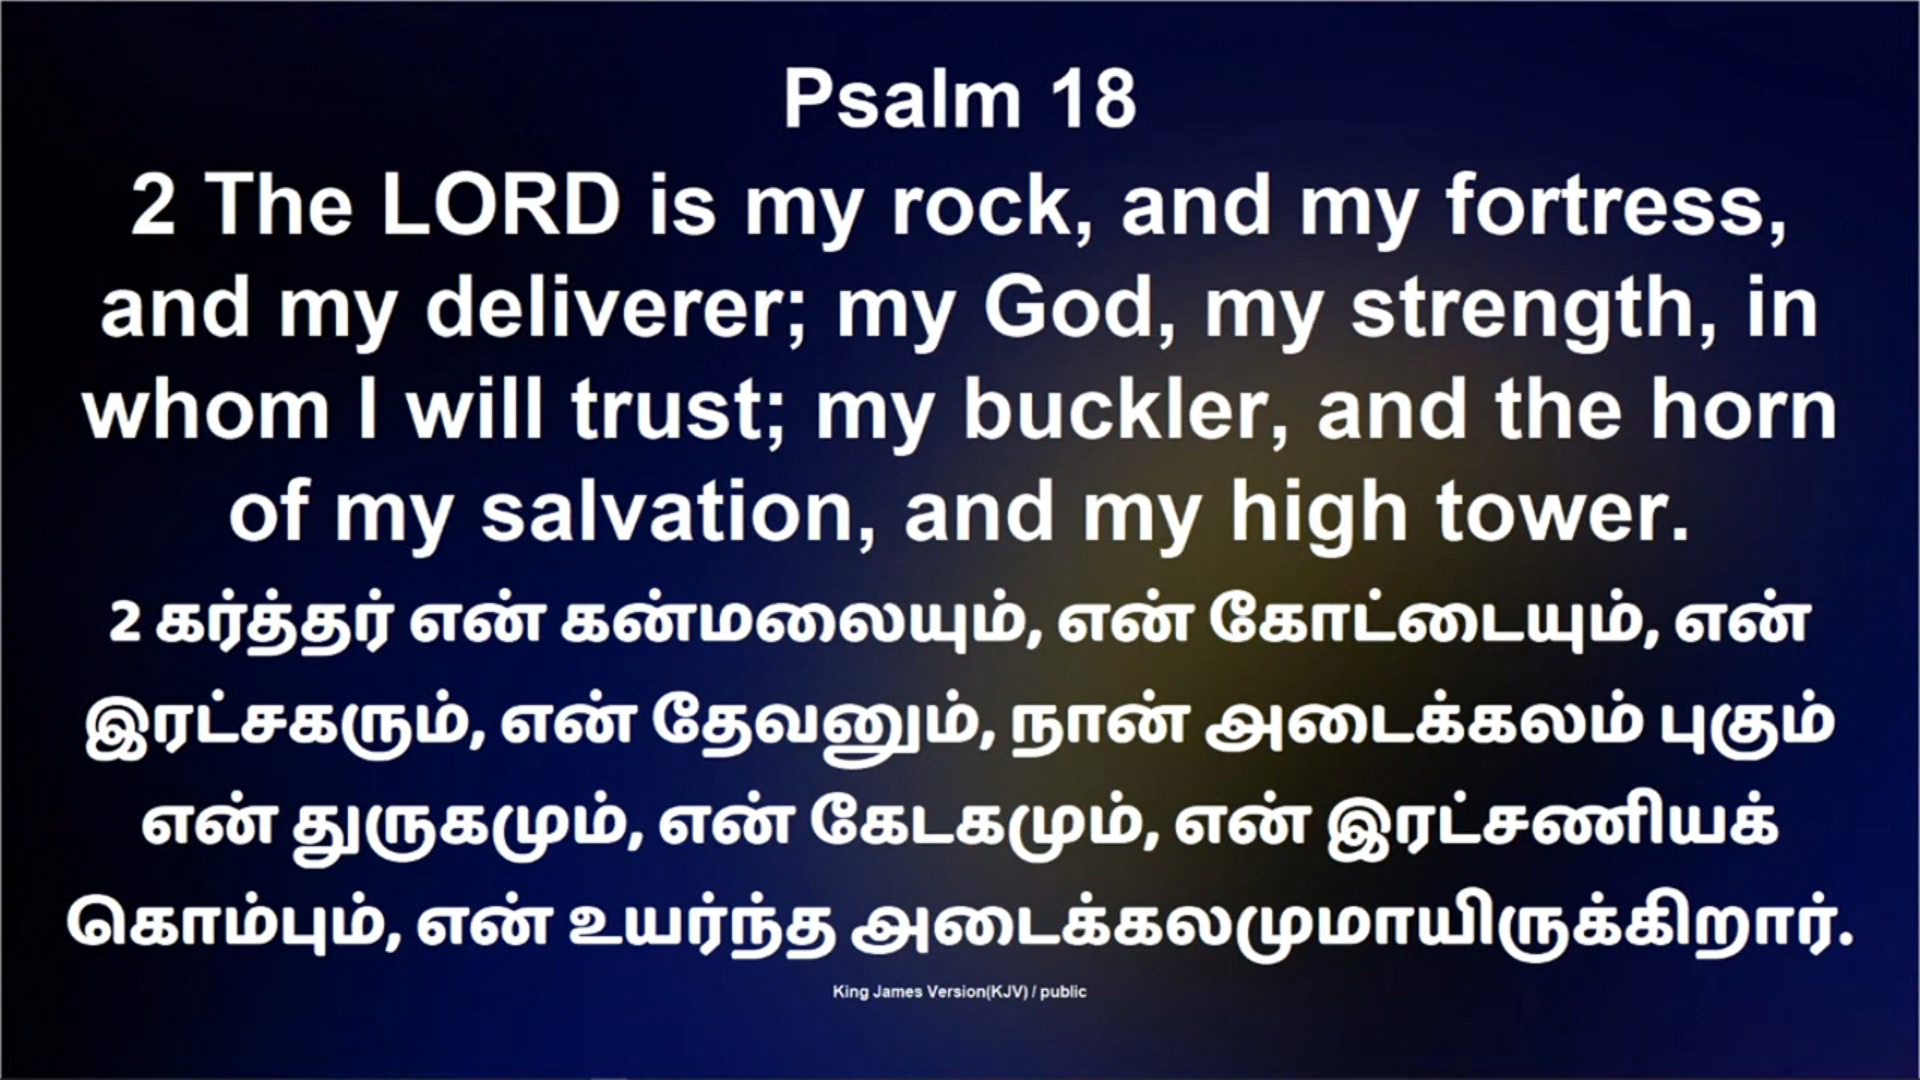 Psalm 18
2 The LORD is my rock, and my fortress,
and my deliverer; my God, my strength, in
whom I will trust; my buckler, and the horn
of my salvation, and my high tower.
2 கர்த்தர் என் கன்மலையும், என் கோட்டையும், என்
இரட்சகரும், என் தேவனும், நான் அடைக்கலம் புகும்
என் துருகமும், என் கேடகமும், என் இரட்சணியக்
கொம்பும், என் உயர்ந்த அடைக்கலமுமாயிருக்கிறார்.
King James Version(KJV) / public